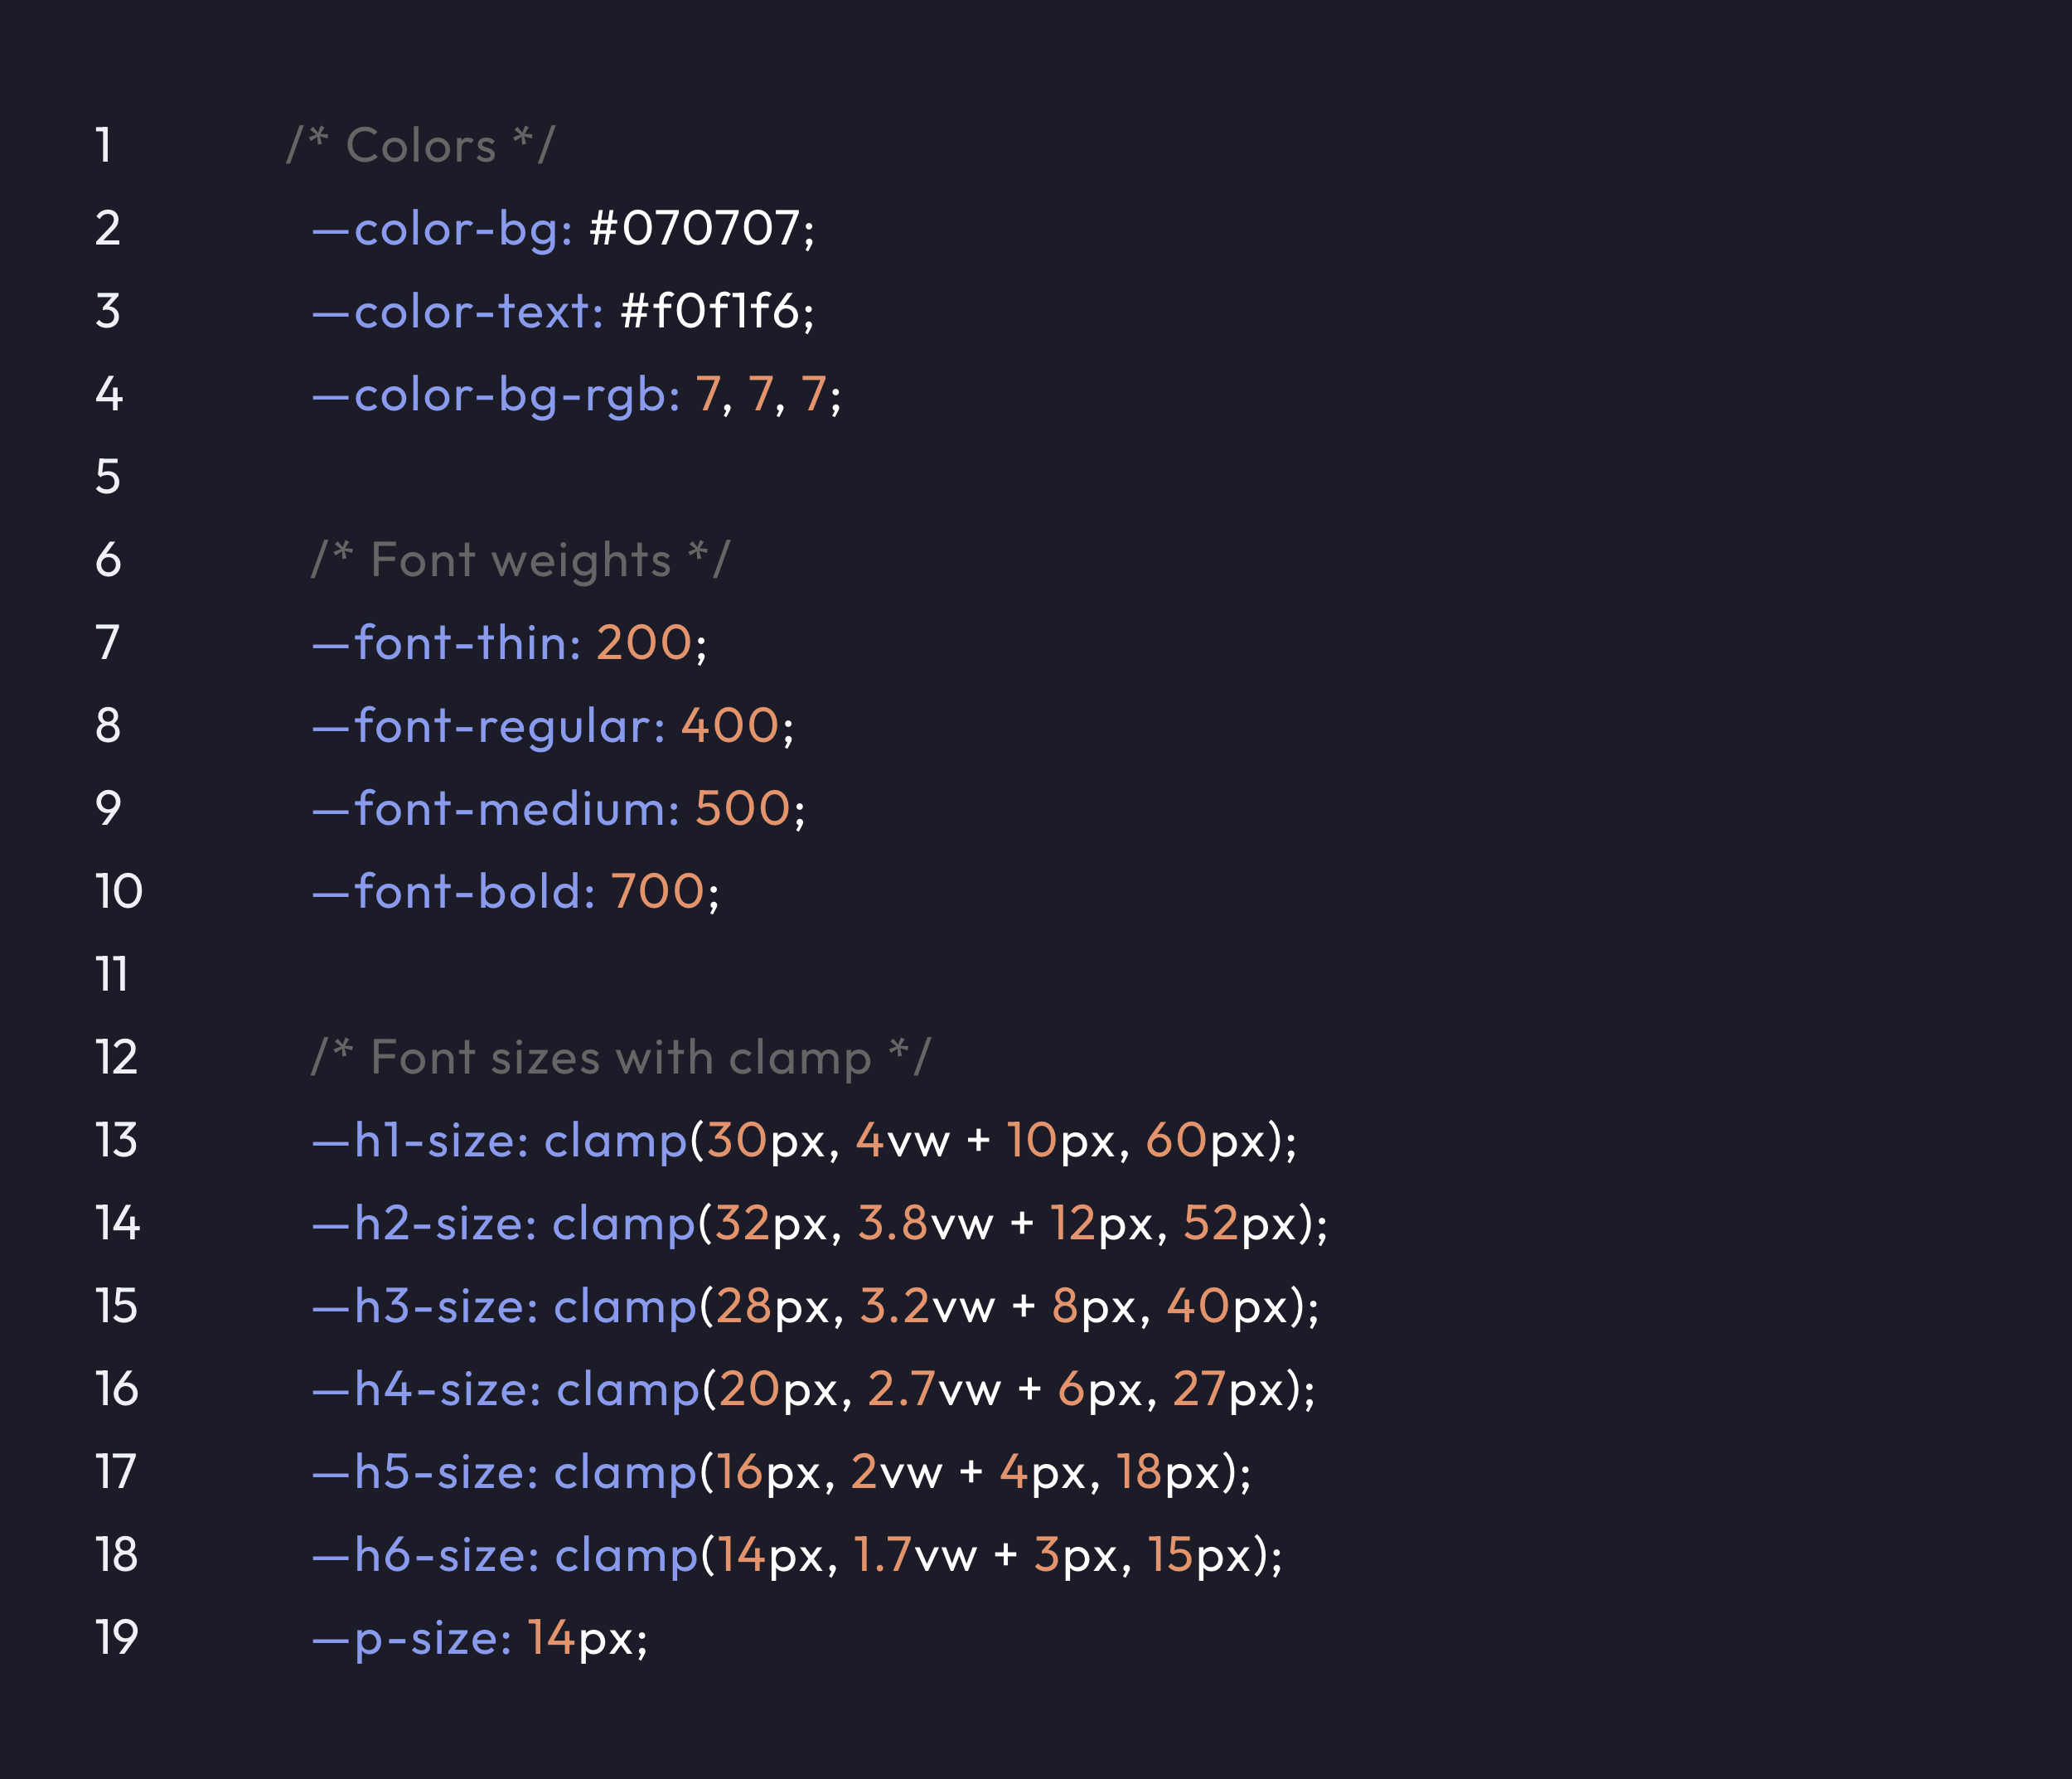 1 /* Colors */
2 —color-bg: #070707;
3 —color-text: #f0f1f6;
4 —color-bg-rgb: 7, 7, 7;
5
6 /* Font weights */
7 —font-thin: 200;
8 —font-regular: 400;
9 —font-medium: 500;
10 —font-bold: 700;
11
12 /* Font sizes with clamp */
13 —h1-size: clamp(30px, 4vw + 10px, 60px);
14 —h2-size: clamp(32px, 3.8vw + 12px, 52px);
15 —h3-size: clamp(28px, 3.2vw + 8px, 40px);
16 —h4-size: clamp(20px, 2.7vw + 6px, 27px);
17 —h5-size: clamp(16px, 2vw + 4px, 18px);
18 —h6-size: clamp(14px, 1.7vw + 3px, 15px);
19 —p-size: 14px;